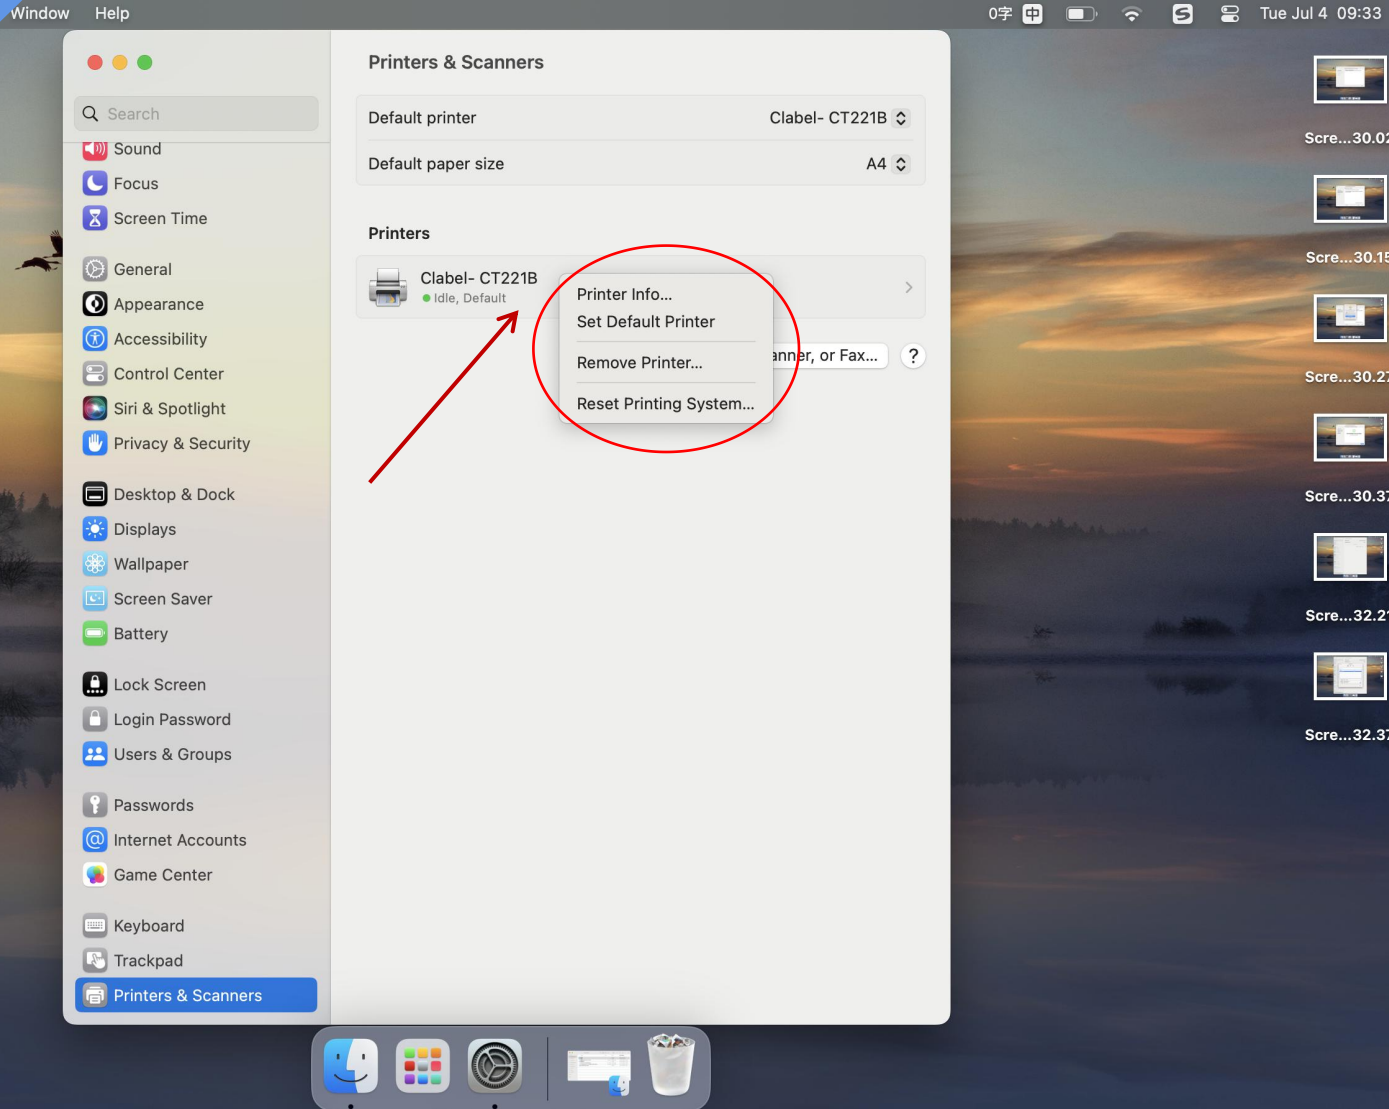 Window Help
0字 中 S Tue Jul 4 09:33
Search
Sound
Focus
Screen Time
General
Appearance
Accessibility
Control Center
Siri & Spotlight
Privacy & Security
Desktop & Dock
Displays
Wallpaper
Screen Saver
Battery
Lock Screen
Login Password
Users & Groups
Passwords
Internet Accounts
Game Center
Keyboard
Trackpad
Printers & Scanners
Printers & Scanners
Default printer Clabel- CT221B
Default paper size A4
Printers
Clabel- CT221B
Idle, Default
Printer Info...
Set Default Printer
Remove Printer...
Reset Printing System...
anner, or Fax... ?
Scre...30.02
Scre...30.15
Scre...30.27
Scre...30.37
Scre...32.21
Scre...32.37